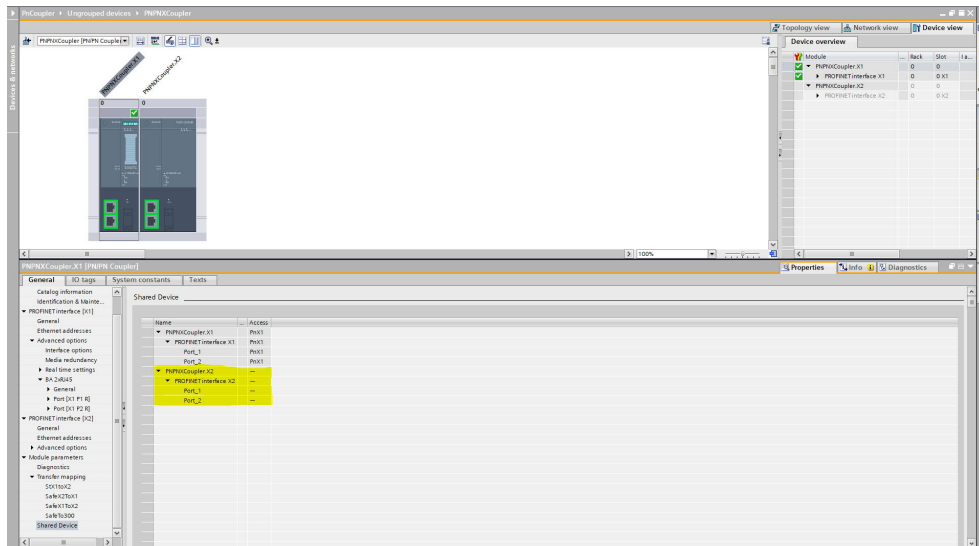 PnCoupler ▸ Ungrouped devices ▸ PNPNXCoupler
Topology view
Network view
Device view
PNPNXCoupler [PN/PN Coupler]
Device overview
Devices & networks
PNPNXCoupler.X1
PNPNXCoupler.X2
0
0
Module ... Rack Slot
PNPNXCoupler.X1 0 0
PROFINET interface X1 0 0 X1
PNPNXCoupler.X2 0 0
PROFINET interface X2 0 0 X2
100%
PNPNXCoupler.X1 [PN/PN Coupler]
Properties
Info
Diagnostics
General
IO tags
System constants
Texts
Catalog information
Identification & Mainte...
PROFINET interface [X1]
General
Ethernet addresses
Advanced options
Interface options
Media redundancy
Real time settings
BA 2xRJ45
General
Port [X1 P1 R]
Port [X1 P2 R]
PROFINET interface [X2]
General
Ethernet addresses
Advanced options
Module parameters
Diagnostics
Transfer mapping
StX1toX2
SafeX2ToX1
SafeX1ToX2
SafeTo300
Shared Device
Shared Device
Name ... Access
PNPNXCoupler.X1 PnX1
PROFINET interface X1 PnX1
Port_1 PnX1
Port_2 PnX1
PNPNXCoupler.X2 ---
PROFINET interface X2 ---
Port_1 ---
Port_2 ---